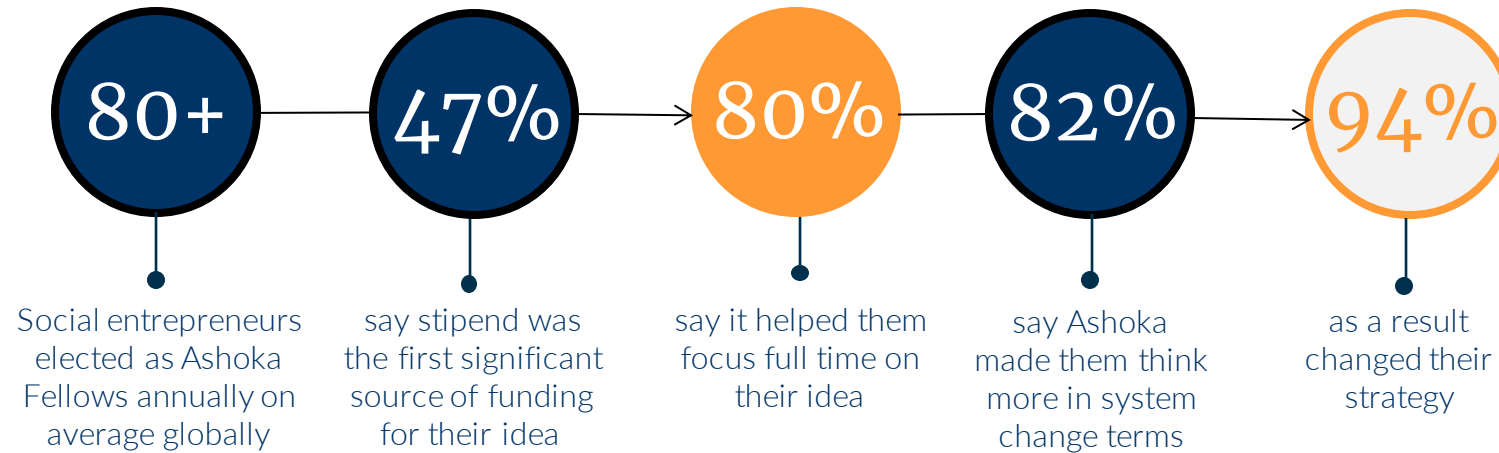 80+
Social entrepreneurs
elected as Ashoka
Fellows annually on
average globally
47%
say stipend was
the first significant
source of funding
for their idea
80%
say it helped them
focus full time on
their idea
82%
say Ashoka
made them think
more in system
change terms
94%
as a result
changed their
strategy